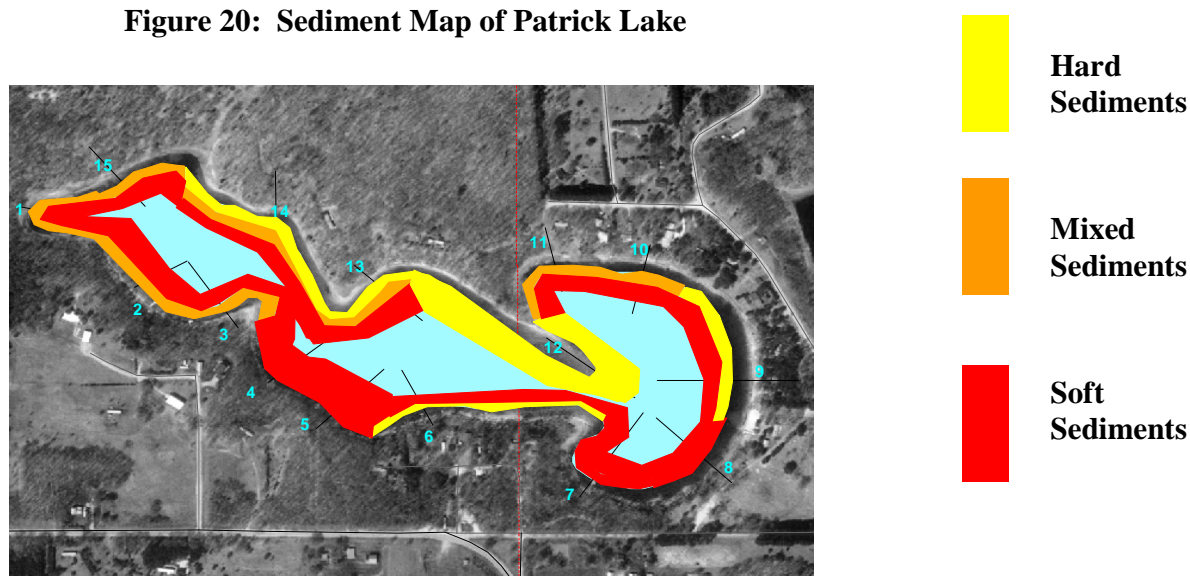 Figure 20:  Sediment Map of Patrick Lake
Hard
Sediments
Mixed
Sediments
Soft
Sediments
15
1
14
2
3
13
4
5
6
11
10
12
9
8
7